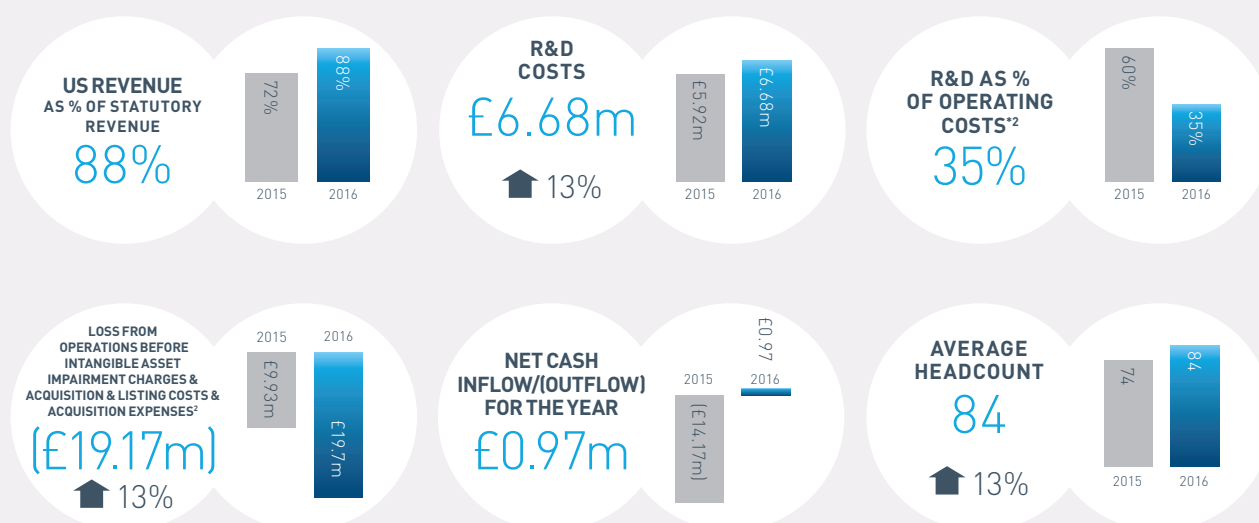 US REVENUE
AS % OF STATUTORY
REVENUE
88%
72%
88%
2015
2016
R&D
COSTS
£6.68m
13%
£5.92m
£6.68m
2015
2016
R&D AS %
OF OPERATING
COSTS*2
35%
60%
35%
2015
2016
LOSS FROM
OPERATIONS BEFORE
INTANGIBLE ASSET
IMPAIRMENT CHARGES &
ACQUISITION & LISTING COSTS &
ACQUISITION EXPENSES2
(£19.17m)
13%
2015
2016
£9.93m
£19.7m
NET CASH
INFLOW/(OUTFLOW)
FOR THE YEAR
£0.97m
£0.97
2015
2016
(£14.17m)
AVERAGE
HEADCOUNT
84
13%
74
84
2015
2016